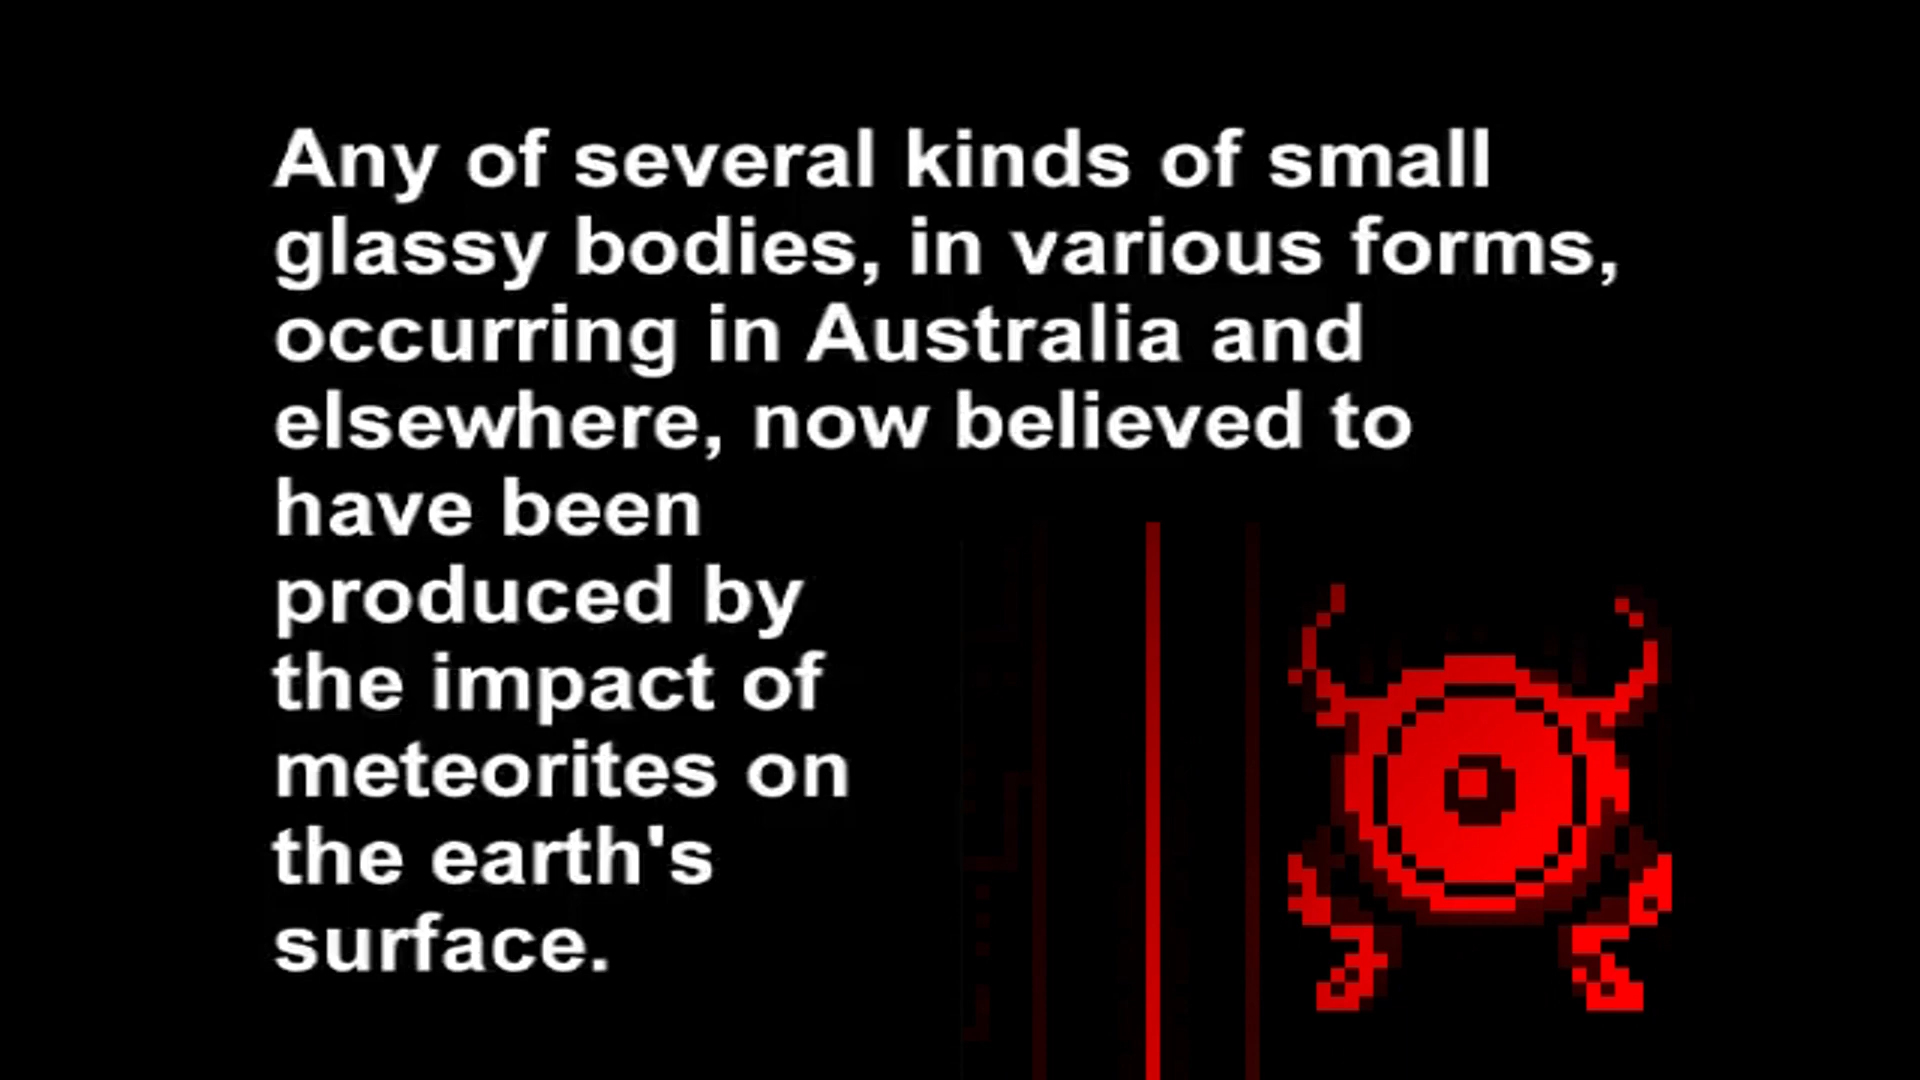 Any of several kinds of small
glassy bodies, in various forms,
occurring in Australia and
elsewhere, now believed to
have been
produced by
the impact of
meteorites on
the earth's
surface.